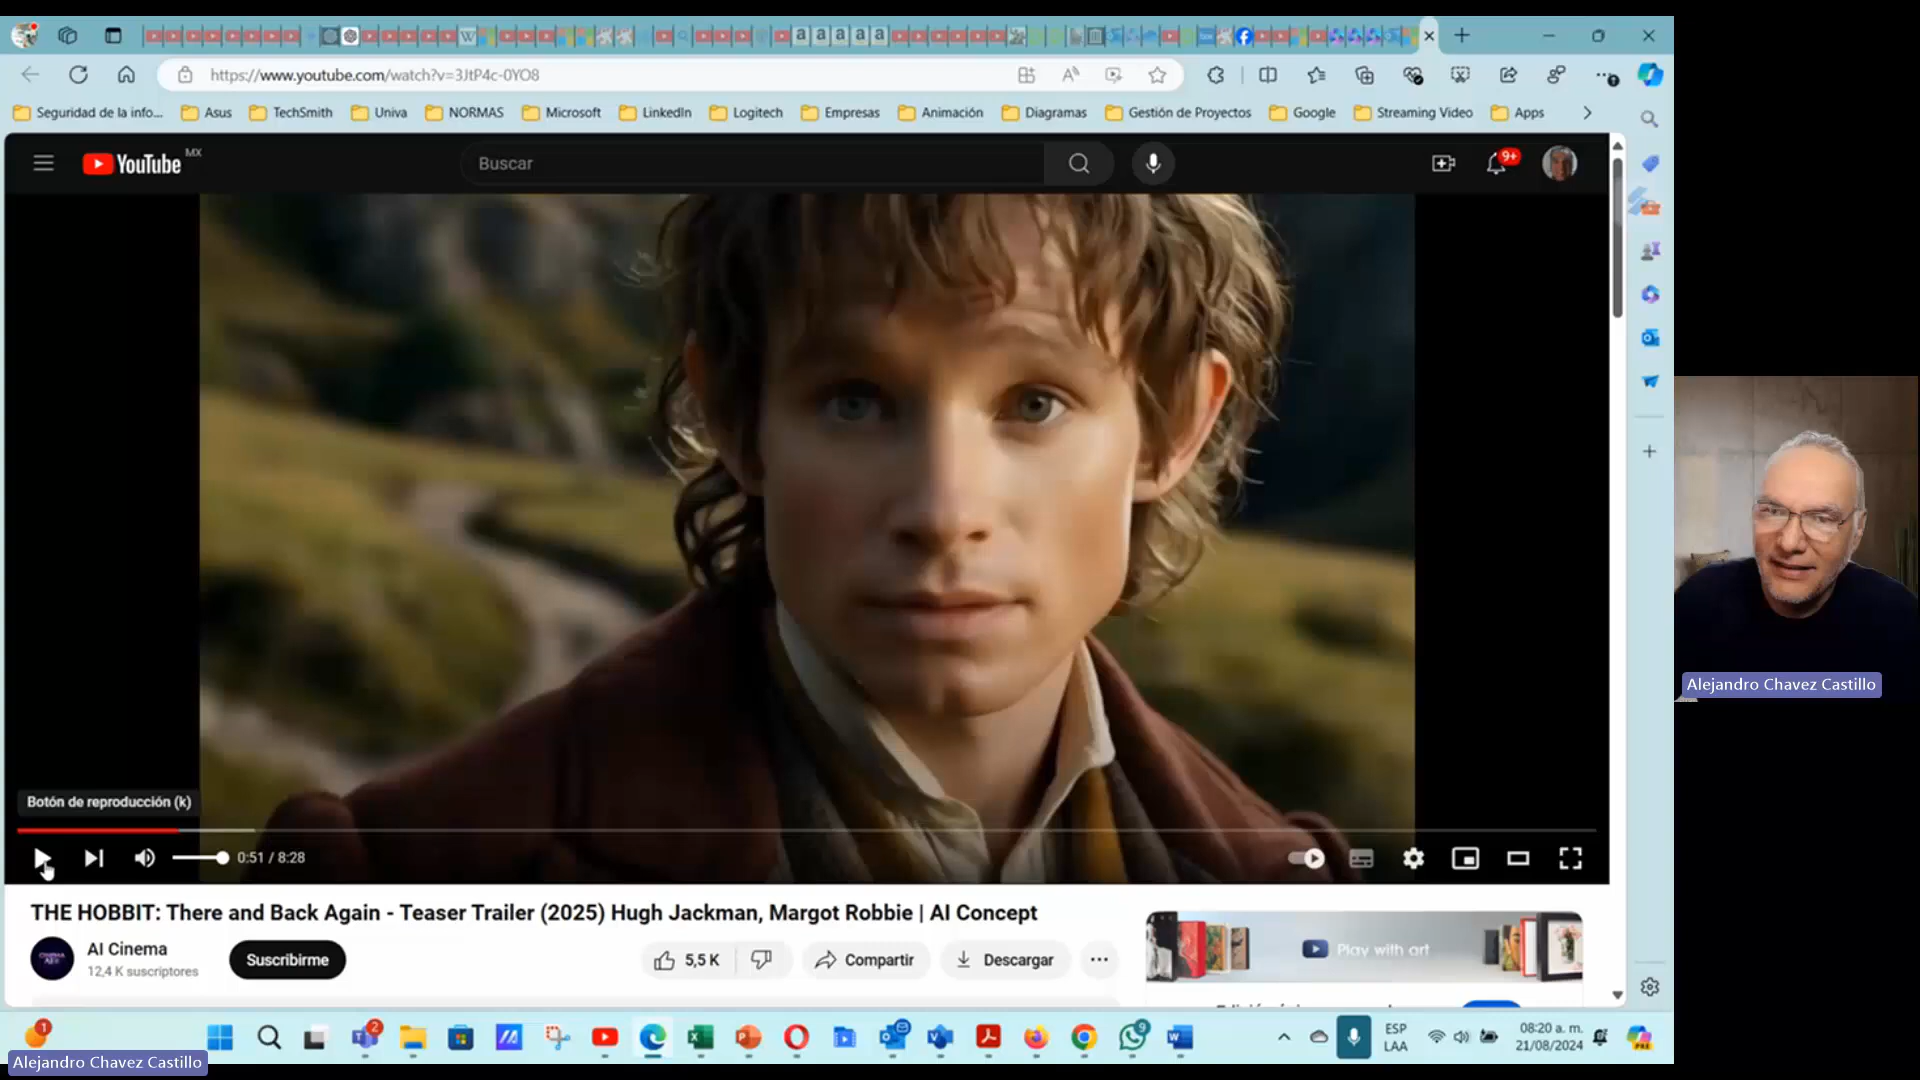 https://www.youtube.com/watch?v=3JtP4c-0YO8
Seguridad de la info...
Asus
TechSmith
Univa
NORMAS
Microsoft
LinkedIn
Logitech
Empresas
Animación
Diagramas
Gestión de Proyectos
Google
Streaming Video
Apps
YouTube MX
Buscar
9+
Botón de reproducción (k)
0:51 / 8:28
THE HOBBIT: There and Back Again - Teaser Trailer (2025) Hugh Jackman, Margot Robbie | AI Concept
AI Cinema
12,4 K suscriptores
Suscribirme
5,5 K
Compartir
Descargar
Play with art
Alejandro Chavez Castillo
1
2
9
ESP
LAA
08:20 a. m.
21/08/2024
Alejandro Chavez Castillo